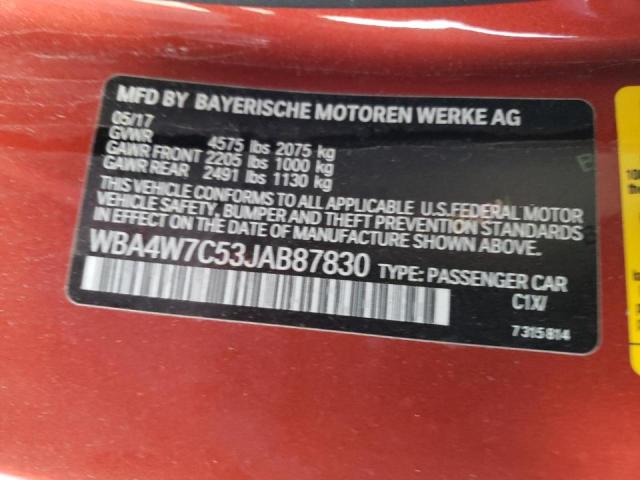 MFD BY BAYERISCHE MOTOREN WERKE AG
05/17
GVWR 4575 lbs 2075 kg
GAWR FRONT 2205 lbs 1000 kg
GAWR REAR 2491 lbs 1130 kg
THIS VEHICLE CONFORMS TO ALL APPLICABLE U.S.FEDERAL MOTOR
VEHICLE SAFETY, BUMPER AND THEFT PREVENTION STANDARDS
IN EFFECT ON THE DATE OF MANUFACTURE SHOWN ABOVE.
WBA4W7C53JAB87830 TYPE: PASSENGER CAR
C1X/
7315814